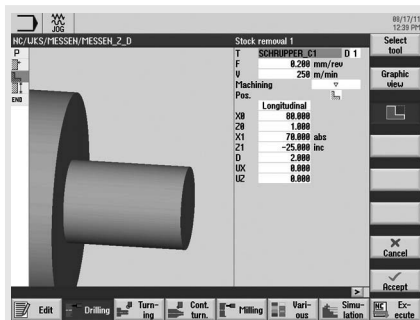 JOG
08/17/11
12:39 PM
NC/WKS/MESSEN/MESSEN_Z_D
Stock removal 1
Select tool
P
END
T SCHRUPPER_C1 D 1
F 0.200 mm/rev
V 250 m/min
Machining ▽
Pos.
Longitudinal
X0 80.000
Z0 1.000
X1 70.000 abs
Z1 -25.000 inc
D 2.000
UX 0.000
UZ 0.000
Graphic view
Cancel
Accept
>
Edit
Drilling
Turn-ing
Cont. turn.
Milling
Vari-ous
Simu-lation
NC
Ex-ecute